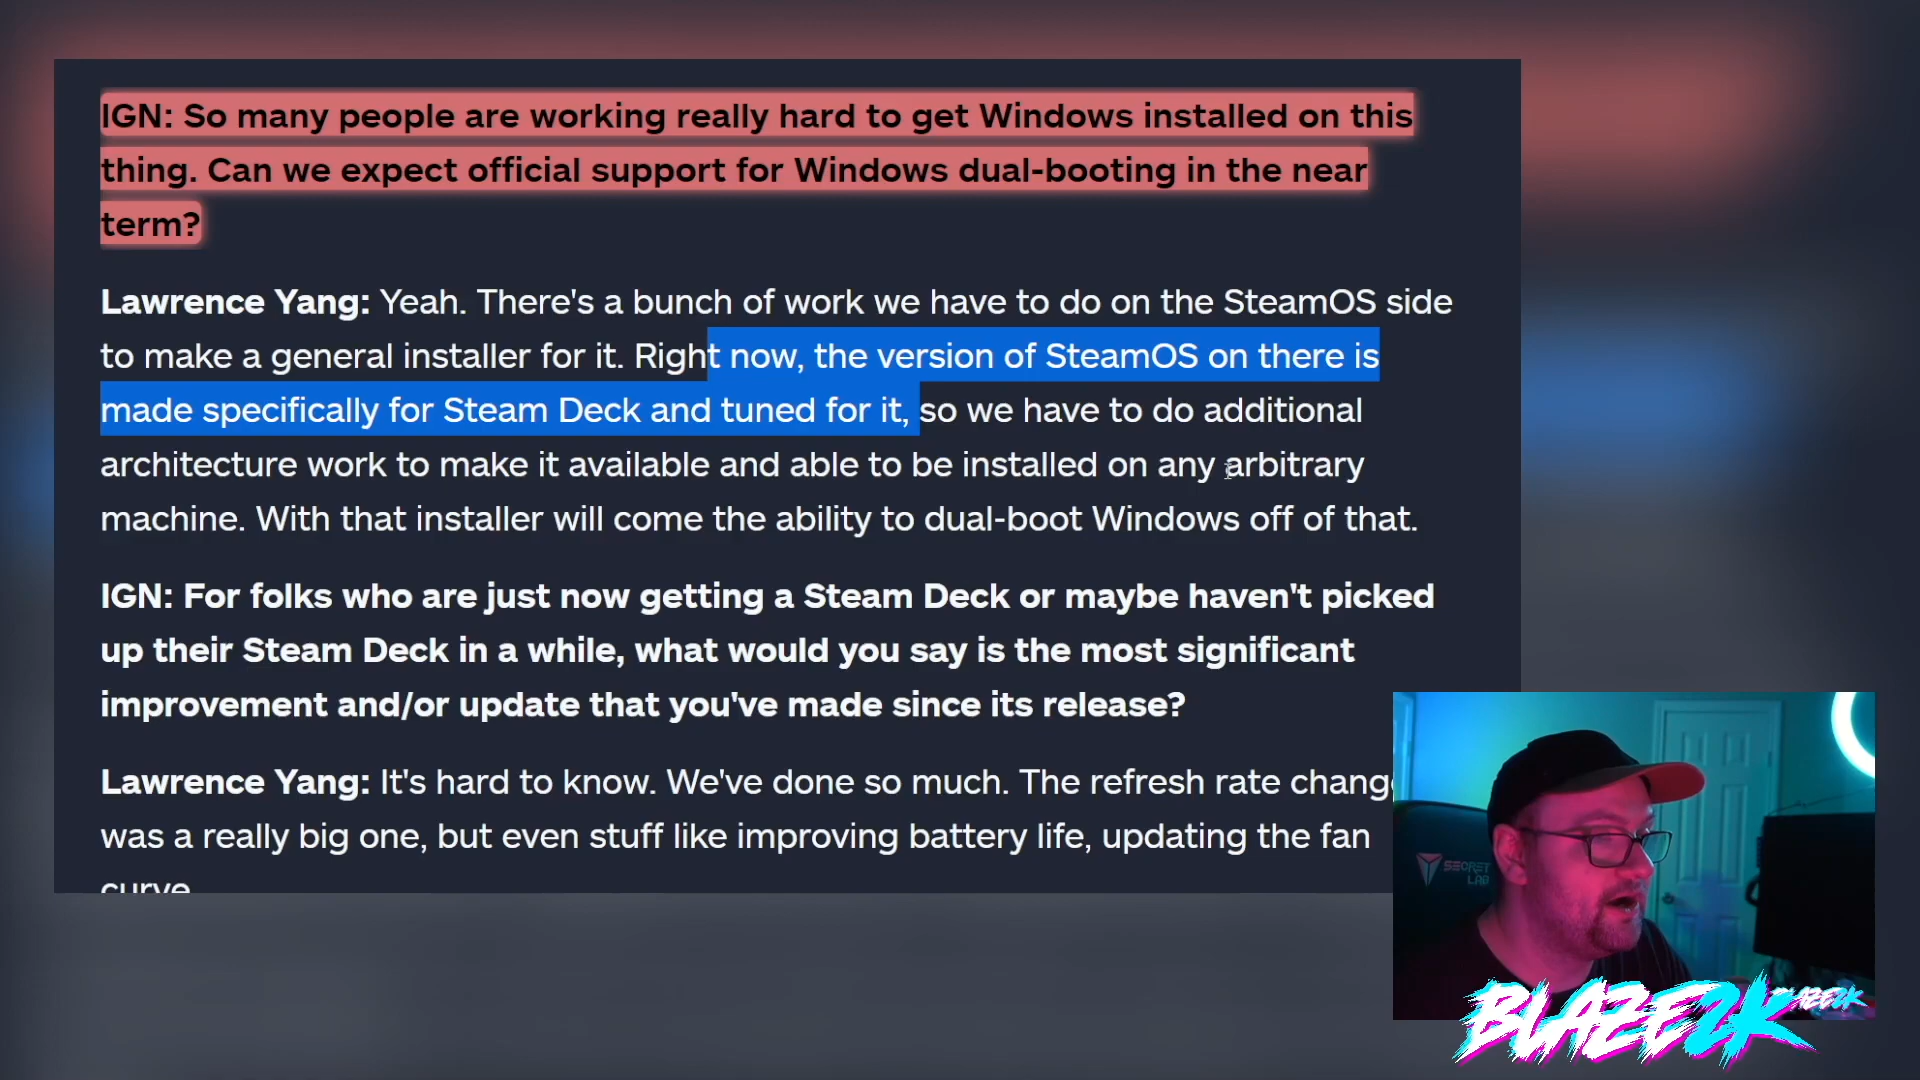 IGN: So many people are working really hard to get Windows installed on this
thing. Can we expect official support for Windows dual-booting in the near
term?
Lawrence Yang: Yeah. There's a bunch of work we have to do on the SteamOS side
to make a general installer for it. Right now, the version of SteamOS on there is
made specifically for Steam Deck and tuned for it, so we have to do additional
architecture work to make it available and able to be installed on any arbitrary
machine. With that installer will come the ability to dual-boot Windows off of that.
IGN: For folks who are just now getting a Steam Deck or maybe haven't picked
up their Steam Deck in a while, what would you say is the most significant
improvement and/or update that you've made since its release?
Lawrence Yang: It's hard to know. We've done so much. The refresh rate change
was a really big one, but even stuff like improving battery life, updating the fan
curve
SECRET
LAB
BLAZE2K
BLAZE2K